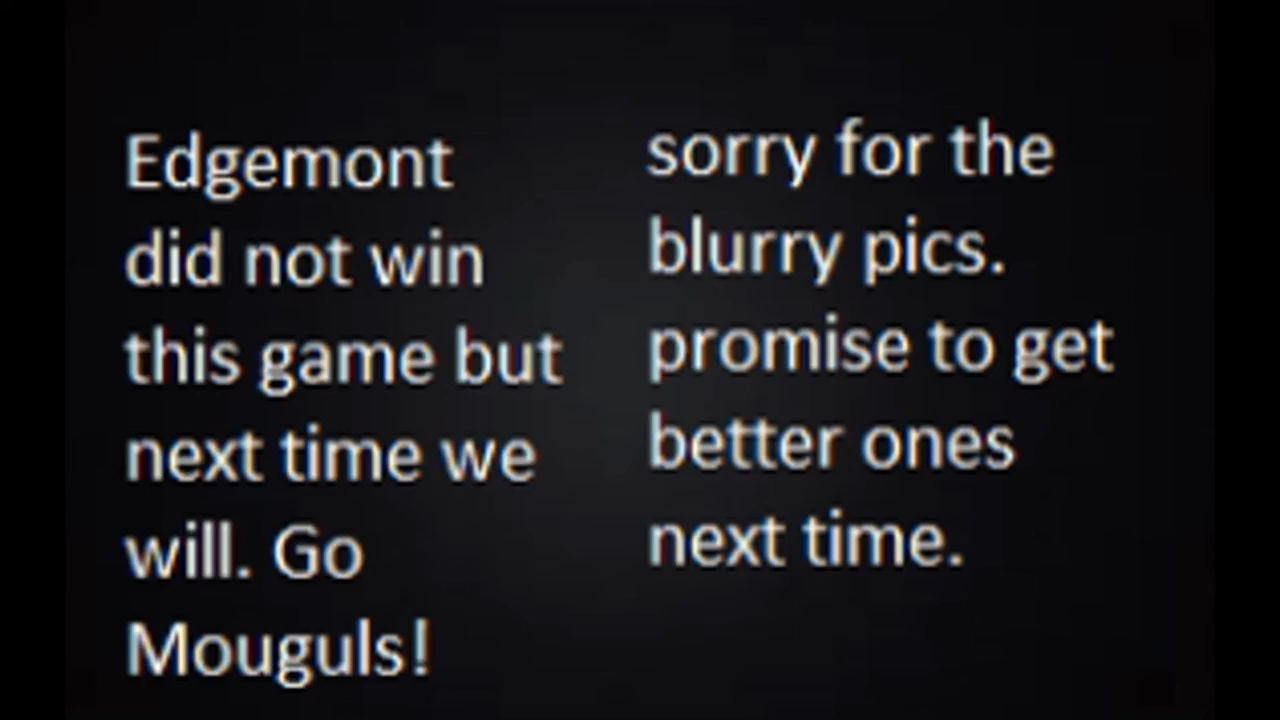 Edgemont
did not win
this game but
next time we
will. Go
Mouguls!
sorry for the
blurry pics.
promise to get
better ones
next time.